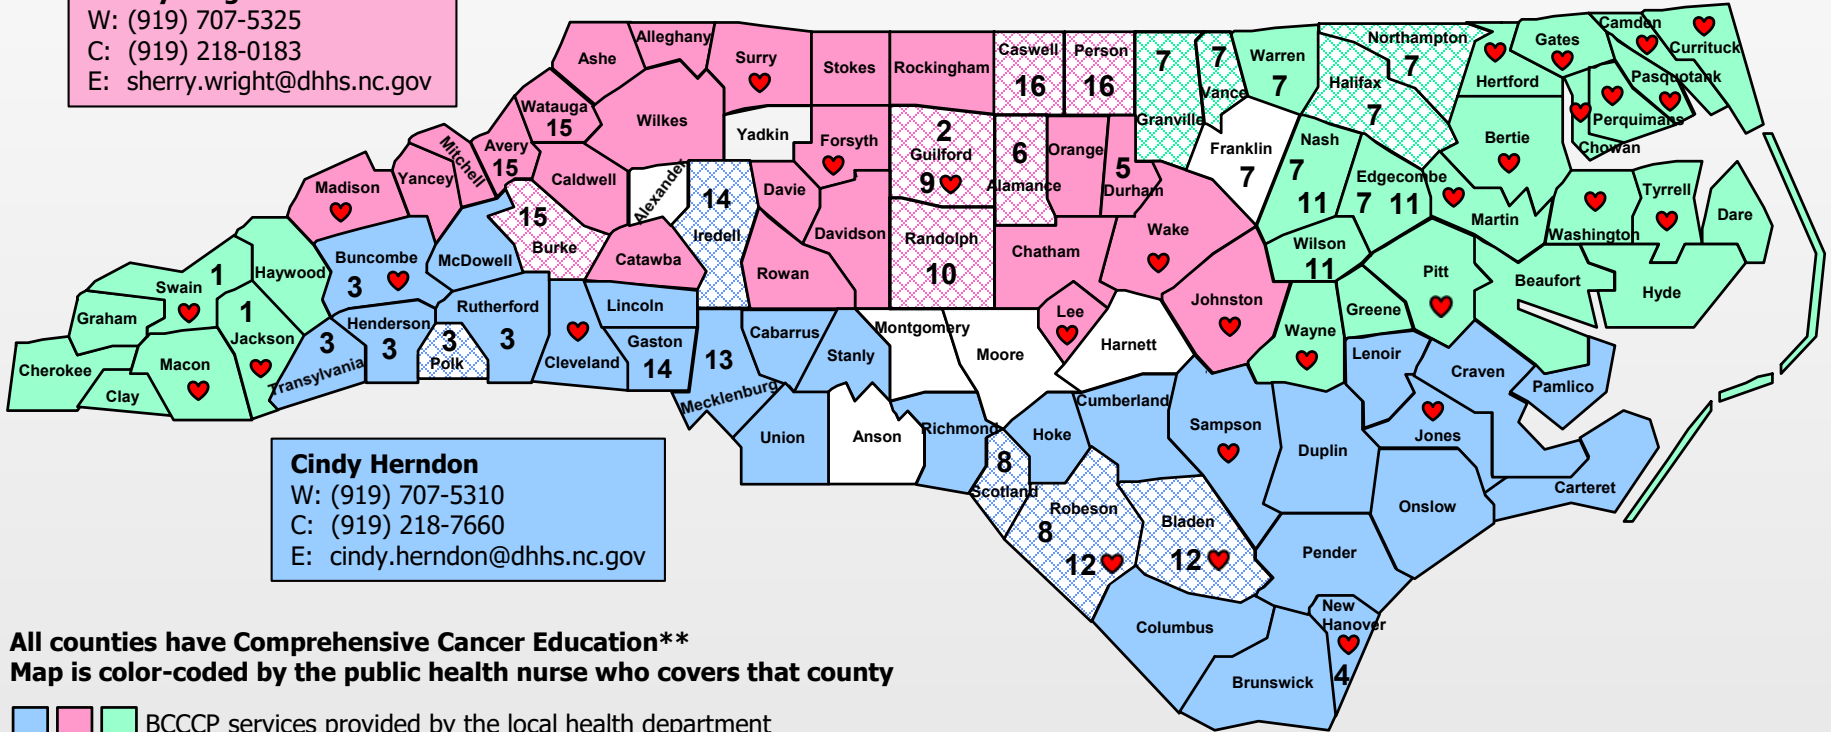 W: (919) 707-5325
C: (919) 218-0183
E: sherry.wright@dhhs.nc.gov
Ashe
Alleghany
Surry
Stokes
Rockingham
Caswell
16
Person
16
7
Granville
7
Vance
Warren
7
Northampton
7
Halifax
7
Hertford
Gates
Camden
Currituck
Pasquotank
Perquimans
Chowan
Bertie
Watauga
15
Wilkes
Yadkin
Forsyth
2
Guilford
9
6
Alamance
Orange
5
Durham
Franklin
7
Nash
7
11
Edgecombe
7 11
Martin
Washington
Tyrrell
Dare
Mitchell
Avery
15
Yancey
Madison
Caldwell
Alexander
14
Iredell
Davie
Davidson
Randolph
10
Chatham
Wake
Wilson
11
Pitt
Beaufort
Hyde
15
Burke
Catawba
Rowan
Buncombe
3
McDowell
Haywood
1
Swain
Graham
1
Jackson
Cherokee
Clay
Macon
3
Transylvania
Henderson
3
3
Polk
Rutherford
3
Cleveland
Lincoln
Gaston
14
13
Mecklenburg
Cabarrus
Stanly
Union
Montgomery
Moore
Lee
Harnett
Johnston
Wayne
Greene
Lenoir
Craven
Pamlico
Jones
Anson
Richmond
Hoke
Cumberland
Sampson
Duplin
Onslow
Carteret
8
Scotland
Robeson
8
12
Bladen
12
Pender
Columbus
Brunswick
New
Hanover
4
Cindy Herndon
W: (919) 707-5310
C: (919) 218-7660
E: cindy.herndon@dhhs.nc.gov
All counties have Comprehensive Cancer Education**
Map is color-coded by the public health nurse who covers that county
BCCCP services provided by the local health department